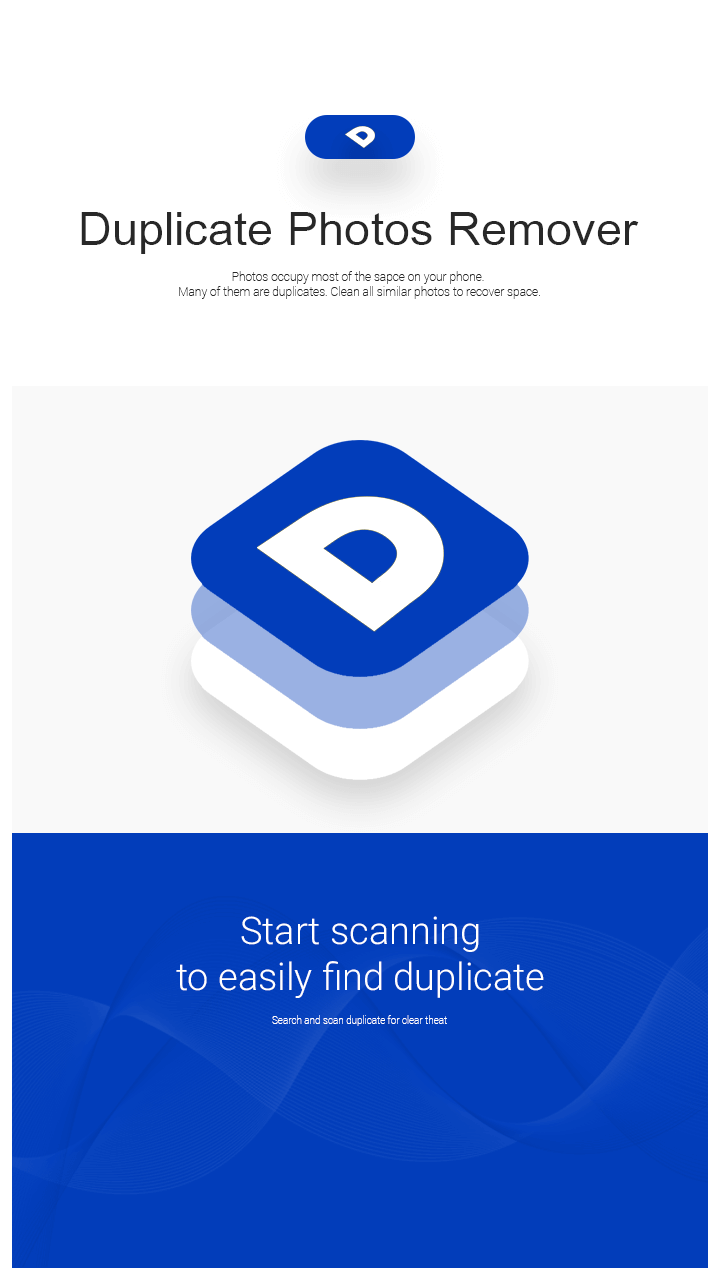 Duplicate Photos Remover
Photos occupy most of the sapce on your phone.
Many of them are duplicates. Clean all similar photos to recover space.
Start scanning
to easily find duplicate
Search and scan duplicate for clear theat